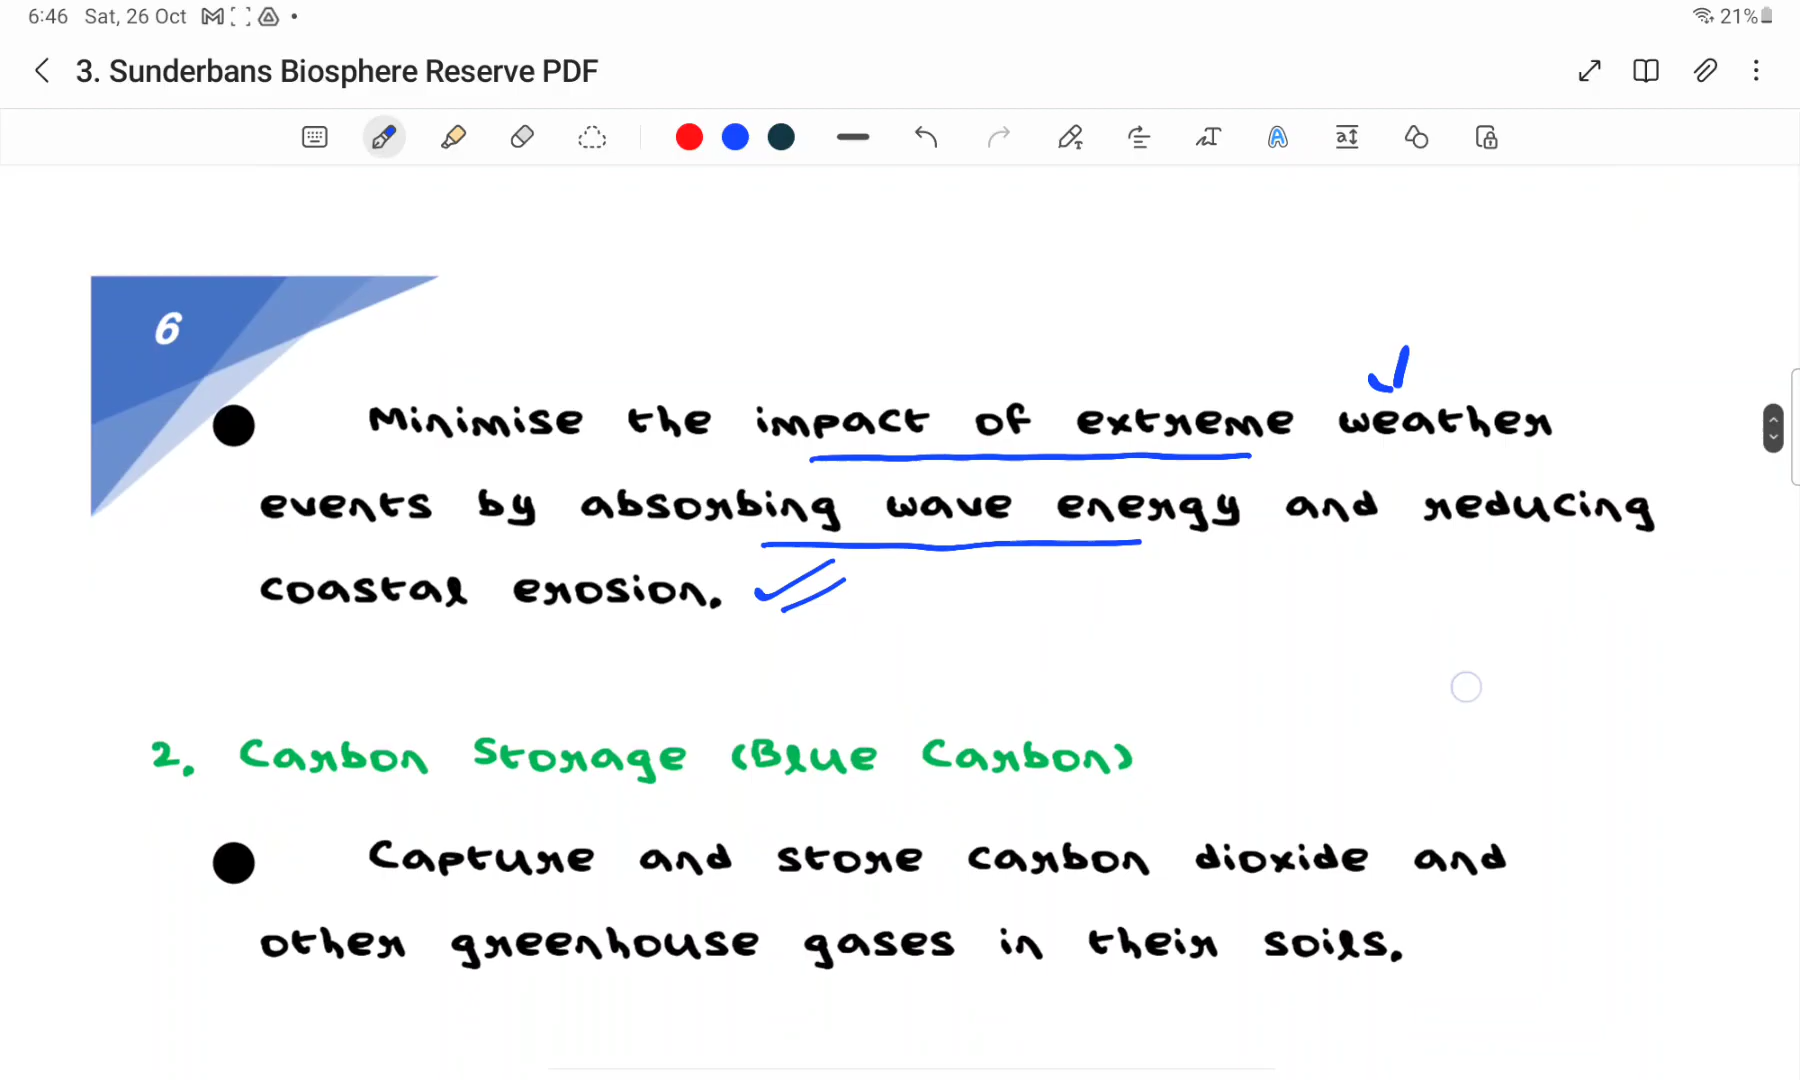 6:46 Sat, 26 Oct 21%
3. Sunderbans Biosphere Reserve PDF
6
Minimise the impact of extreme weather
events by absorbing wave energy and reducing
coastal erosion.
2. Carbon Storage (Blue Carbon)
Capture and store carbon dioxide and
other greenhouse gases in their soils.